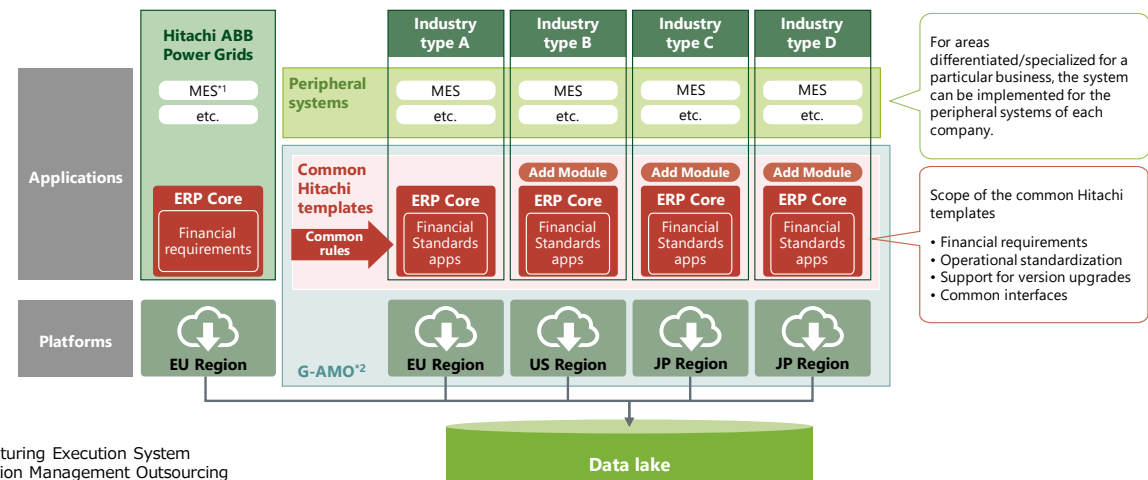 Hitachi ABB
Power Grids
Industry
type A
Industry
type B
Industry
type C
Industry
type D
Applications
MES*1
etc.
Peripheral
systems
MES
etc.
MES
etc.
MES
etc.
MES
etc.
For areas
differentiated/specialized for a
particular business, the system
can be implemented for the
peripheral systems of each
company.
ERP Core
Financial
requirements
Common
Hitachi
templates
Common
rules
ERP Core
Financial
Standards
apps
Add Module
ERP Core
Financial
Standards
apps
Add Module
ERP Core
Financial
Standards
apps
Add Module
ERP Core
Financial
Standards
apps
Scope of the common Hitachi
templates
• Financial requirements
• Operational standardization
• Support for version upgrades
• Common interfaces
Platforms
EU Region
G-AMO*2
EU Region
US Region
JP Region
JP Region
Data lake
turing Execution System
ion Management Outsourcing